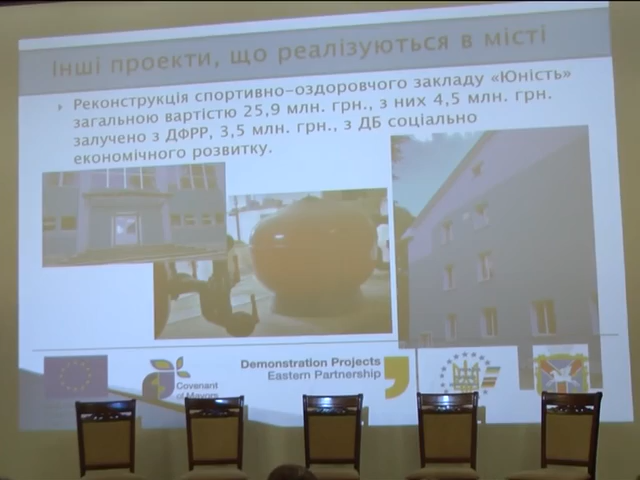 Інші проекти, що реалізуються в місті
Реконструкція спортивно-оздоровчого закладу «Юність»
загальною вартістю 25,9 млн. грн., з них 4,5 млн. грн.
залучено з ДФРР, 3,5 млн. грн., з ДБ соціально
економічного розвитку.
Covenant
of Mayors
Demonstration Projects
Eastern Partnership